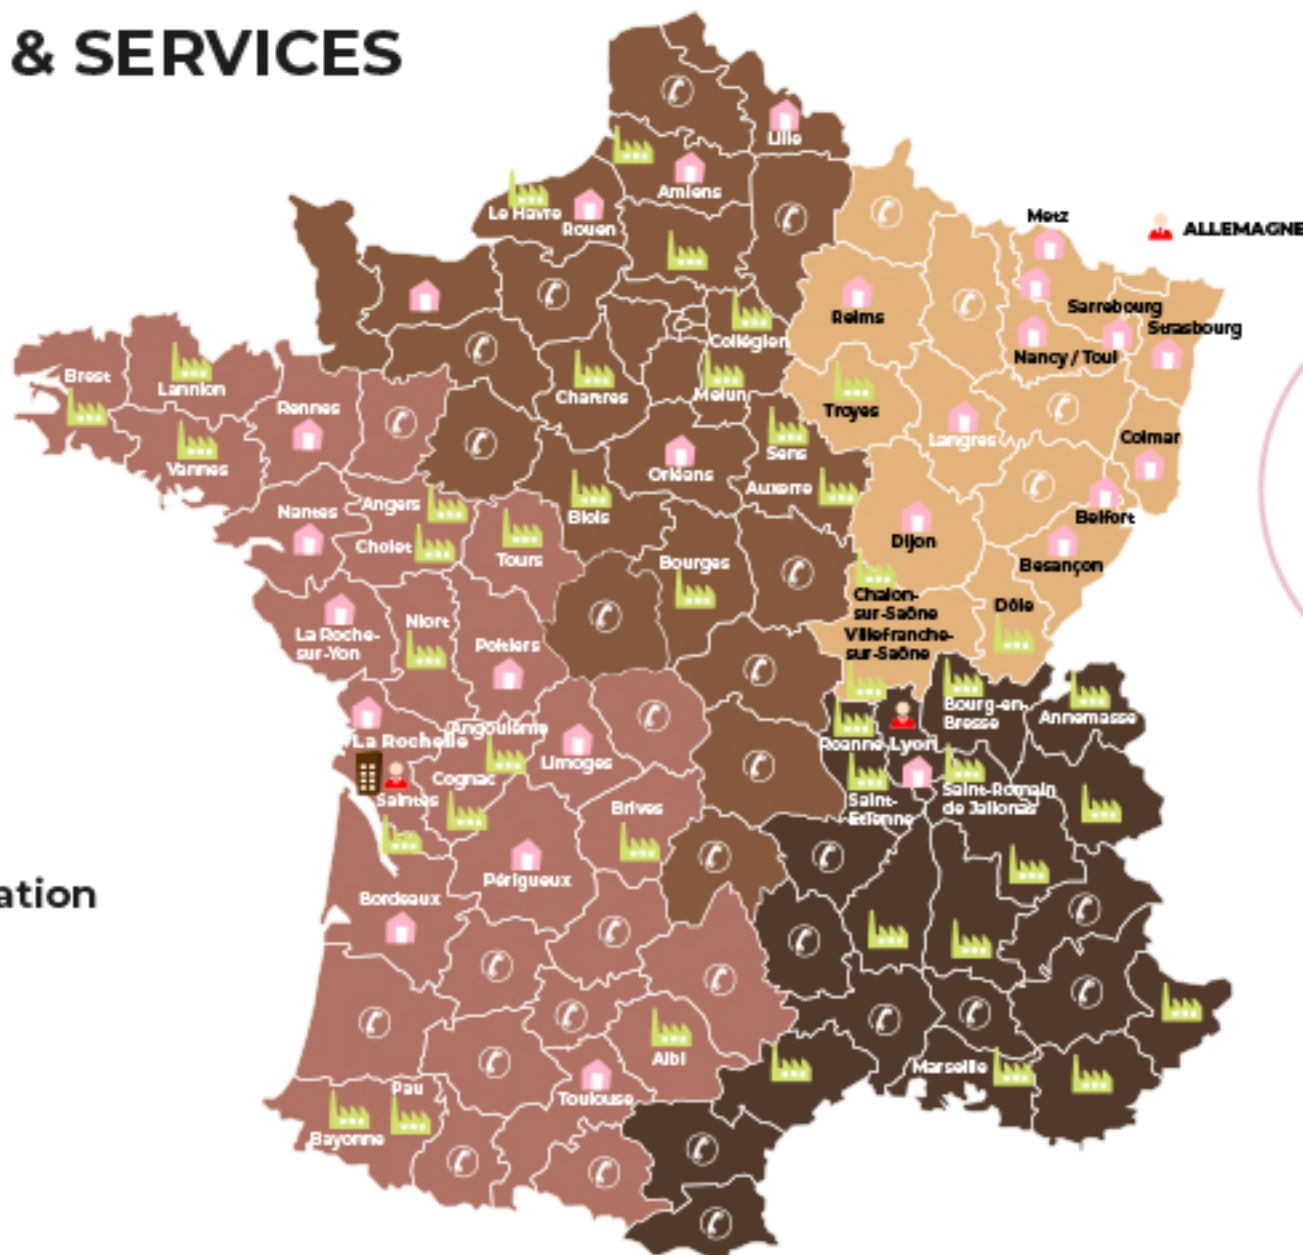 & SERVICES
Lille
Amiens
Le Havre
Rouen
Metz
ALLEMAGNE
Sarrebourg
Reims
Strasbourg
Collégien
Nancy / Toul
Brest
Lannion
Chartres
Melun
Troyes
Rennes
Langres
Colmar
Vannes
Sens
Orléans
Auxerre
Angers
Nantes
Blois
Belfort
Cholet
Dijon
Tours
Bourges
Besançon
Chalon-
sur-Saône
Dôle
Niort
La Roche-
sur-Yon
Villefranche-
sur-Saône
Poitiers
Bourg-en-
Bresse
Annemasse
Angoulême
La Rochelle
Roanne
Lyon
Limoges
Cognac
Saintes
Saint-
Etienne
Saint-Romain
de Jalionas
Brives
Périgueux
ation
Bordeaux
Albi
Marseille
Pau
Toulouse
Bayonne